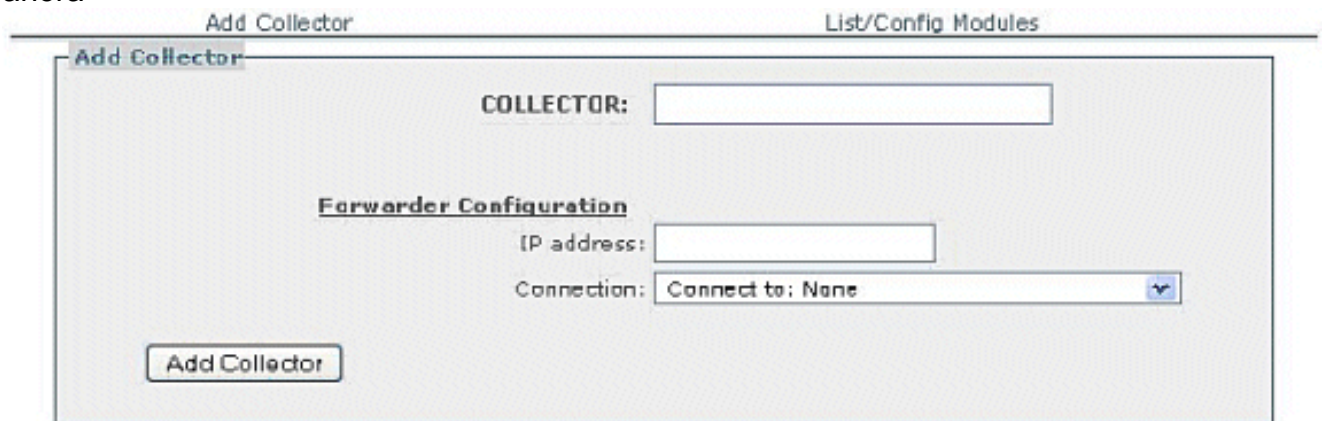 Add Collector List/Config Modules
Add Collector
COLLECTOR:
Forwarder Configuration
IP address:
Connection: Connect to: None
Add Collector